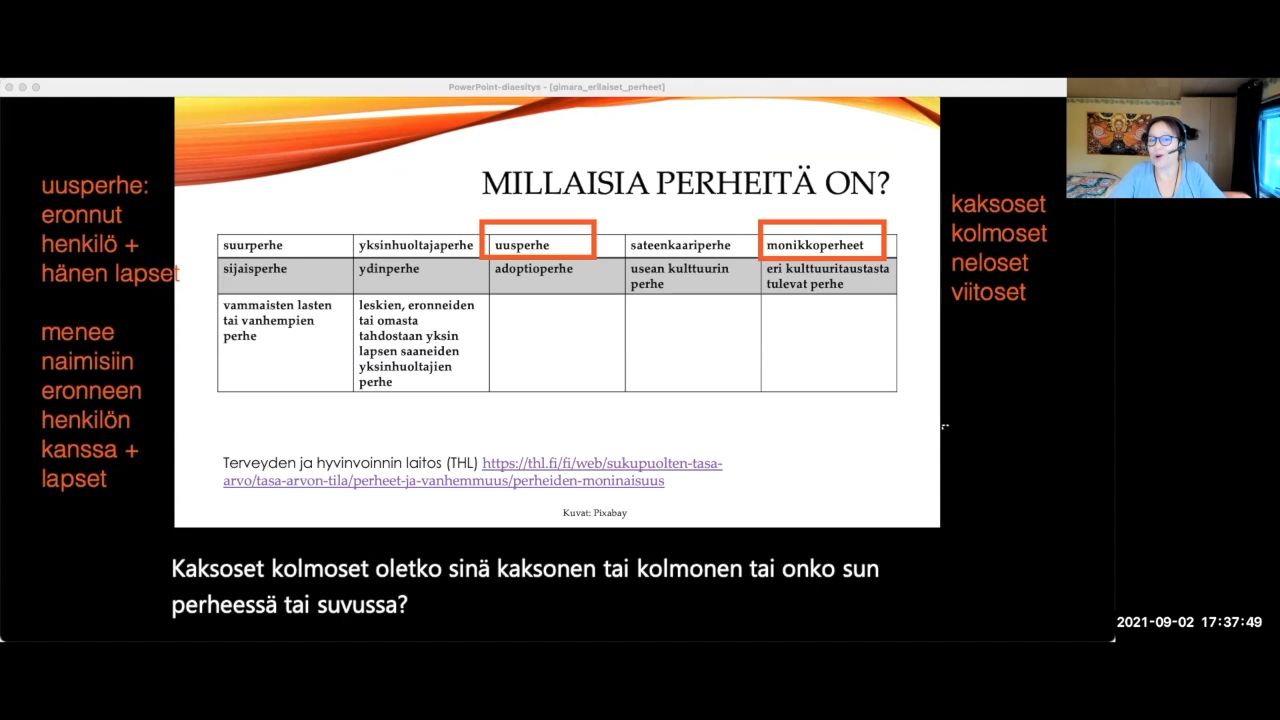 PowerPoint-diaesitys - [gimara_erilaiset_perheet]
uusperhe:
eronnut
henkilö +
hänen lapset
menee
naimisiin
eronneen
henkilön
kanssa +
lapset
MILLAISIA PERHEITÄ ON?
suurperhe
yksinhuoltajaperhe
uusperhe
sateenkaariperhe
monikkoperheet
sijaisperhe
ydinperhe
adoptioperhe
usean kulttuurin
perhe
eri kulttuuritaustasta
tulevat perhe
vammaisten lasten
tai vanhempien
perhe
leskien, eronneiden
tai omasta
tahdostaan yksin
lapsen saaneiden
yksinhuoltajien
perhe
Terveyden ja hyvinvoinnin laitos (THL) https://thl.fi/fi/web/sukupuolten-tasa-
arvo/tasa-arvon-tila/perheet-ja-vanhemmuus/perheiden-moninaisuus
Kuvat: Pixabay
kaksoset
kolmoset
neloset
viitoset
Kaksoset kolmoset oletko sinä kaksonen tai kolmonen tai onko sun
perheessä tai suvussa?
2021-09-02 17:37:49